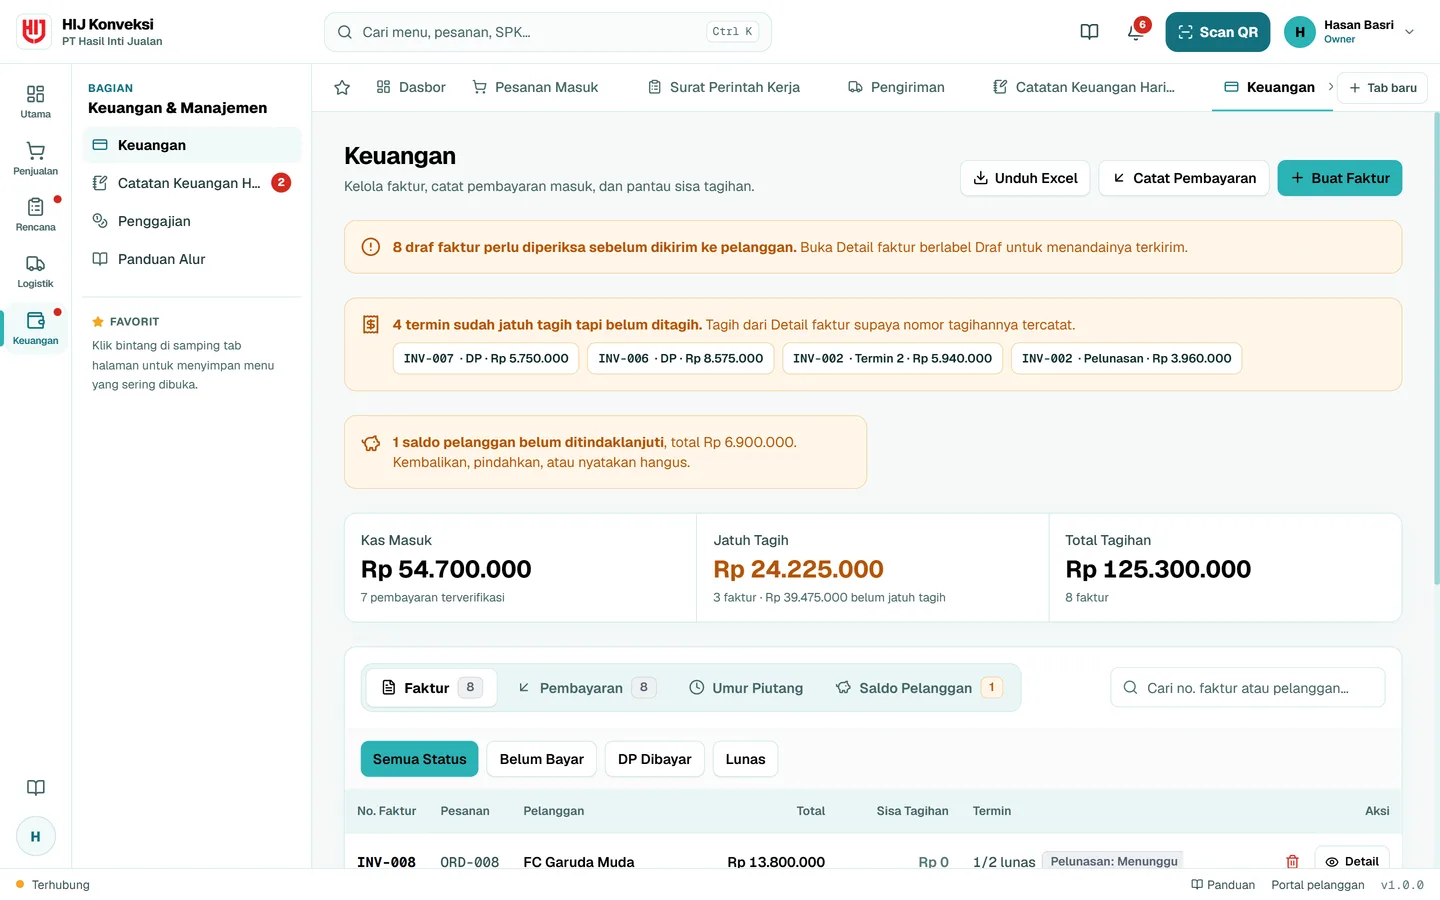 HIJ Konveksi
PT Hasil Inti Jualan
Cari menu, pesanan, SPK...
Ctrl K
6
Scan QR
H
Hasan Basri
Owner
Utama
Penjualan
Rencana
Logistik
Keuangan
H
BAGIAN
Keuangan & Manajemen
Keuangan
Catatan Keuangan H...
2
Penggajian
Panduan Alur
FAVORIT
Klik bintang di samping tab
halaman untuk menyimpan menu
yang sering dibuka.
Dasbor
Pesanan Masuk
Surat Perintah Kerja
Pengiriman
Catatan Keuangan Hari...
Keuangan
Tab baru
Keuangan
Kelola faktur, catat pembayaran masuk, dan pantau sisa tagihan.
Unduh Excel
Catat Pembayaran
Buat Faktur
8 draf faktur perlu diperiksa sebelum dikirim ke pelanggan. Buka Detail faktur berlabel Draf untuk menandainya terkirim.
4 termin sudah jatuh tagih tapi belum ditagih. Tagih dari Detail faktur supaya nomor tagihannya tercatat.
INV-007 · DP · Rp 5.750.000
INV-006 · DP · Rp 8.575.000
INV-002 · Termin 2 · Rp 5.940.000
INV-002 · Pelunasan · Rp 3.960.000
1 saldo pelanggan belum ditindaklanjuti, total Rp 6.900.000.
Kembalikan, pindahkan, atau nyatakan hangus.
Kas Masuk
Rp 54.700.000
7 pembayaran terverifikasi
Jatuh Tagih
Rp 24.225.000
3 faktur · Rp 39.475.000 belum jatuh tagih
Total Tagihan
Rp 125.300.000
8 faktur
Faktur 8
Pembayaran 8
Umur Piutang
Saldo Pelanggan 1
Cari no. faktur atau pelanggan...
Semua Status
Belum Bayar
DP Dibayar
Lunas
No. Faktur Pesanan Pelanggan Total Sisa Tagihan Termin Aksi
INV-008 ORD-008 FC Garuda Muda Rp 13.800.000 Rp 0 1/2 lunas Pelunasan: Menunggu Detail
Terhubung
Panduan
Portal pelanggan
v1.0.0